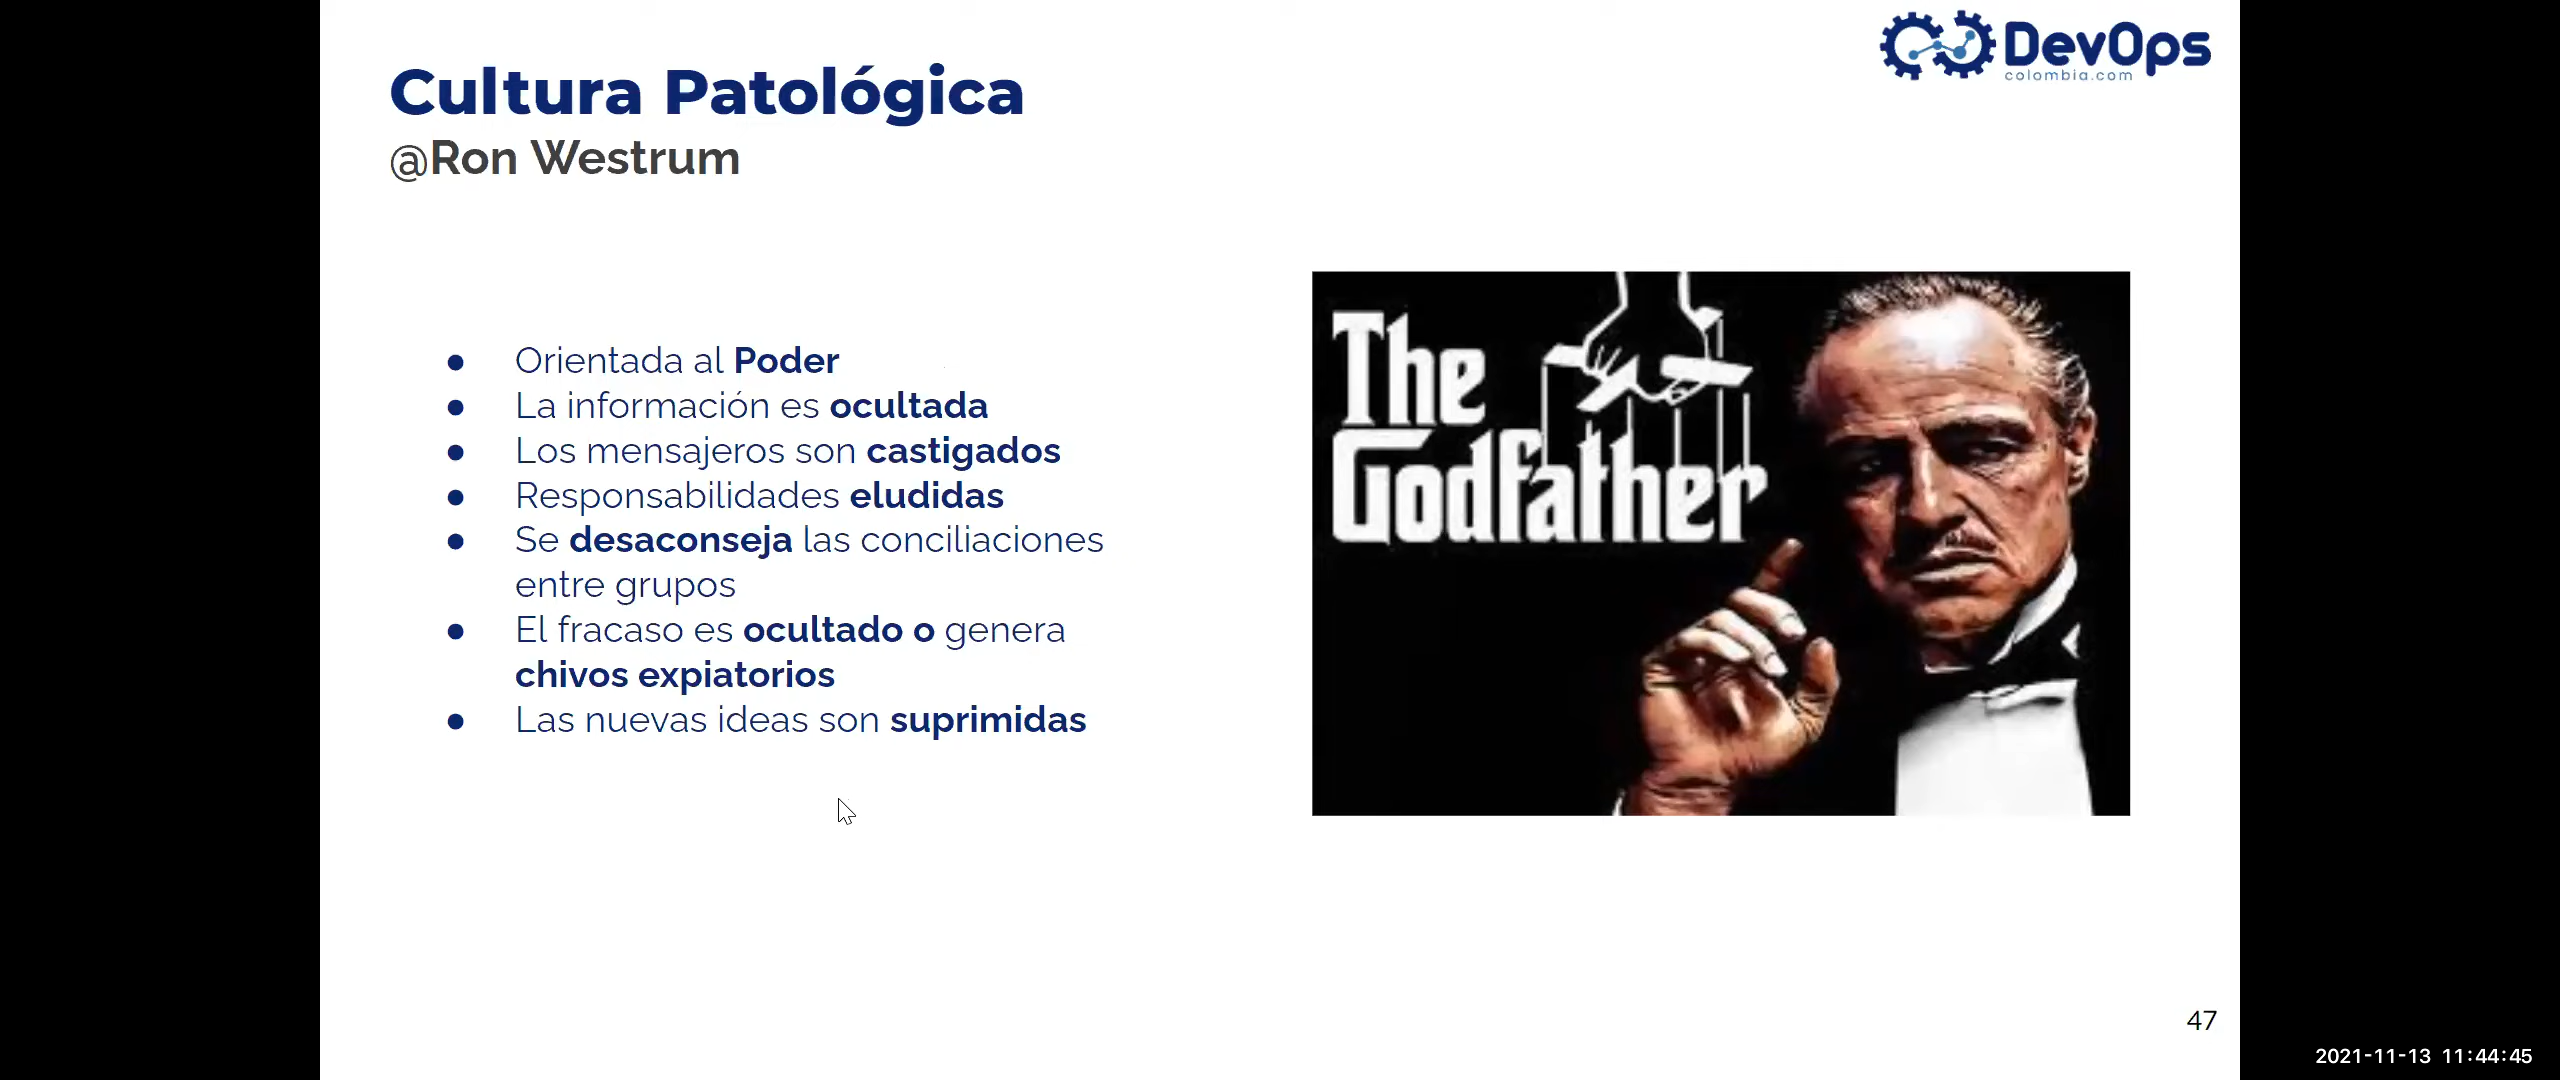 DevOps
colombia.com
Cultura Patológica
@Ron Westrum
● Orientada al Poder
● La información es ocultada
● Los mensajeros son castigados
● Responsabilidades eludidas
● Se desaconseja las conciliaciones
entre grupos
● El fracaso es ocultado o genera
chivos expiatorios
● Las nuevas ideas son suprimidas
The
Godfather
47
2021-11-13 11:44:45